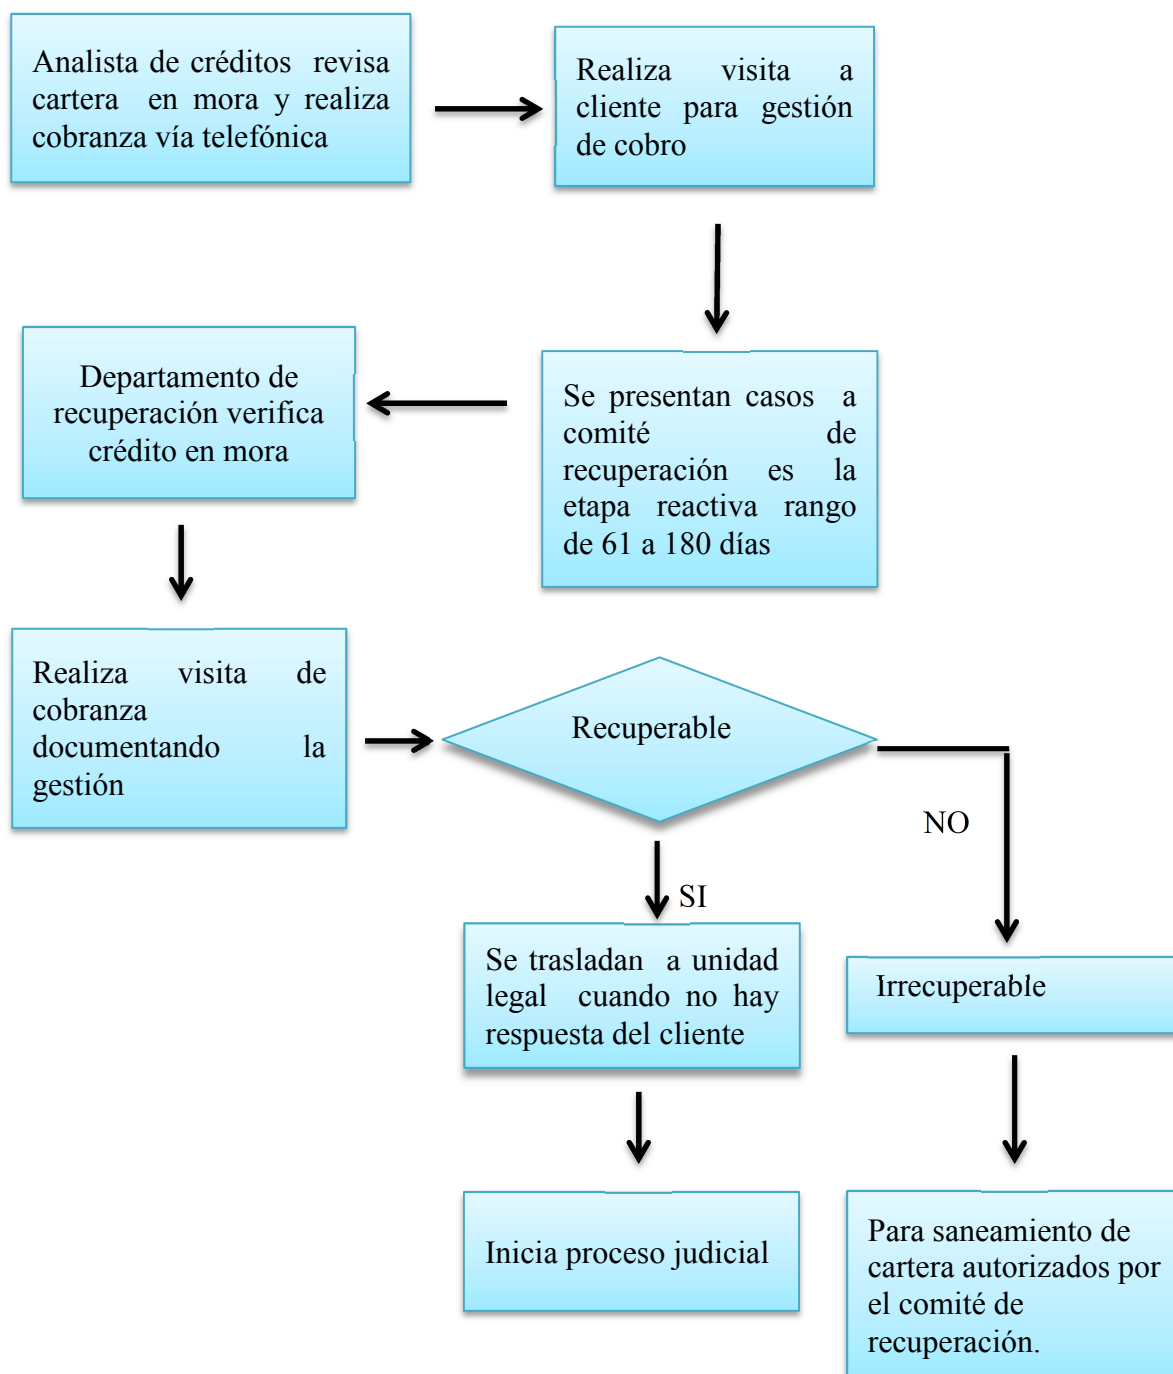 Analista de créditos revisa
cartera en mora y realiza
cobranza vía telefónica
Realiza visita a
cliente para gestión
de cobro
Se presentan casos a
comité de
recuperación es la
etapa reactiva rango
de 61 a 180 días
Departamento de
recuperación verifica
crédito en mora
Realiza visita de
cobranza
documentando la
gestión
Recuperable
NO
SI
Se trasladan a unidad
legal cuando no hay
respuesta del cliente
Irrecuperable
Inicia proceso judicial
Para saneamiento de
cartera autorizados por
el comité de
recuperación.